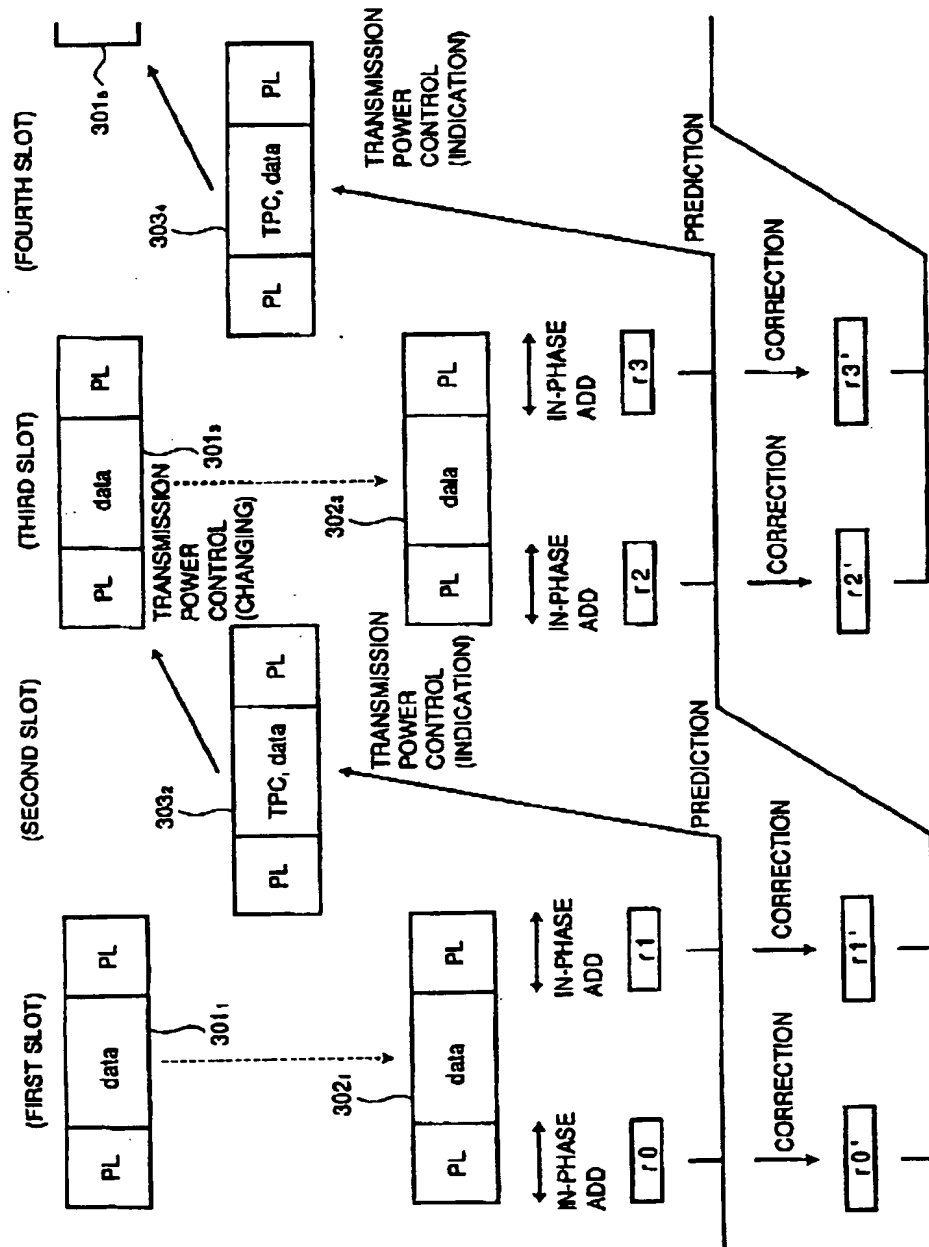 (FIRST SLOT)
(SECOND SLOT)
(THIRD SLOT)
(FOURTH SLOT)
PL
data
PL
301₁
PL
data
PL
301₃
301₅
TRANSMISSION
POWER
CONTROL
(CHANGING)
303₂
PL
TPC, data
PL
303₄
PL
TPC, data
PL
TRANSMISSION
POWER
CONTROL
(INDICATION)
TRANSMISSION
POWER
CONTROL
(INDICATION)
302₁
PL
data
PL
302₃
PL
data
PL
IN-PHASE
ADD
IN-PHASE
ADD
IN-PHASE
ADD
IN-PHASE
ADD
r0
r1
r2
r3
PREDICTION
PREDICTION
CORRECTION
CORRECTION
CORRECTION
CORRECTION
r0'
r1'
r2'
r3'